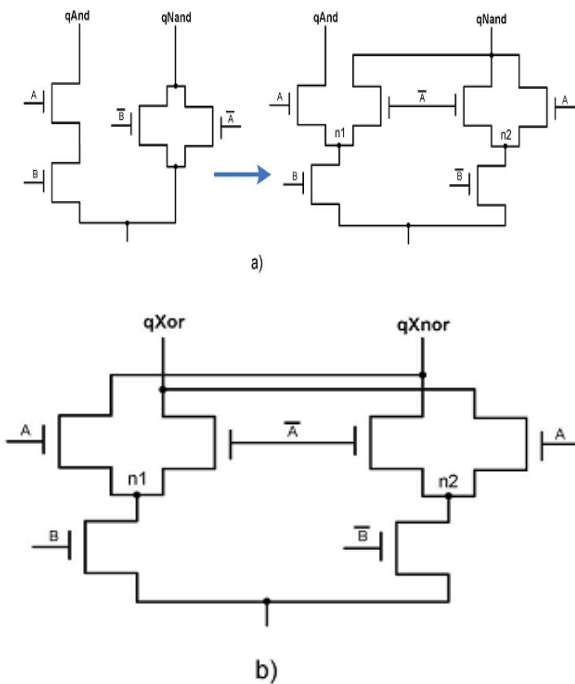 qAnd qNand qAnd qNand
A B̅ A̅ A A̅ A
n1 n2
B B B̅
a)
qXor qXnor
A A̅ A
n1 n2
B B̅
b)